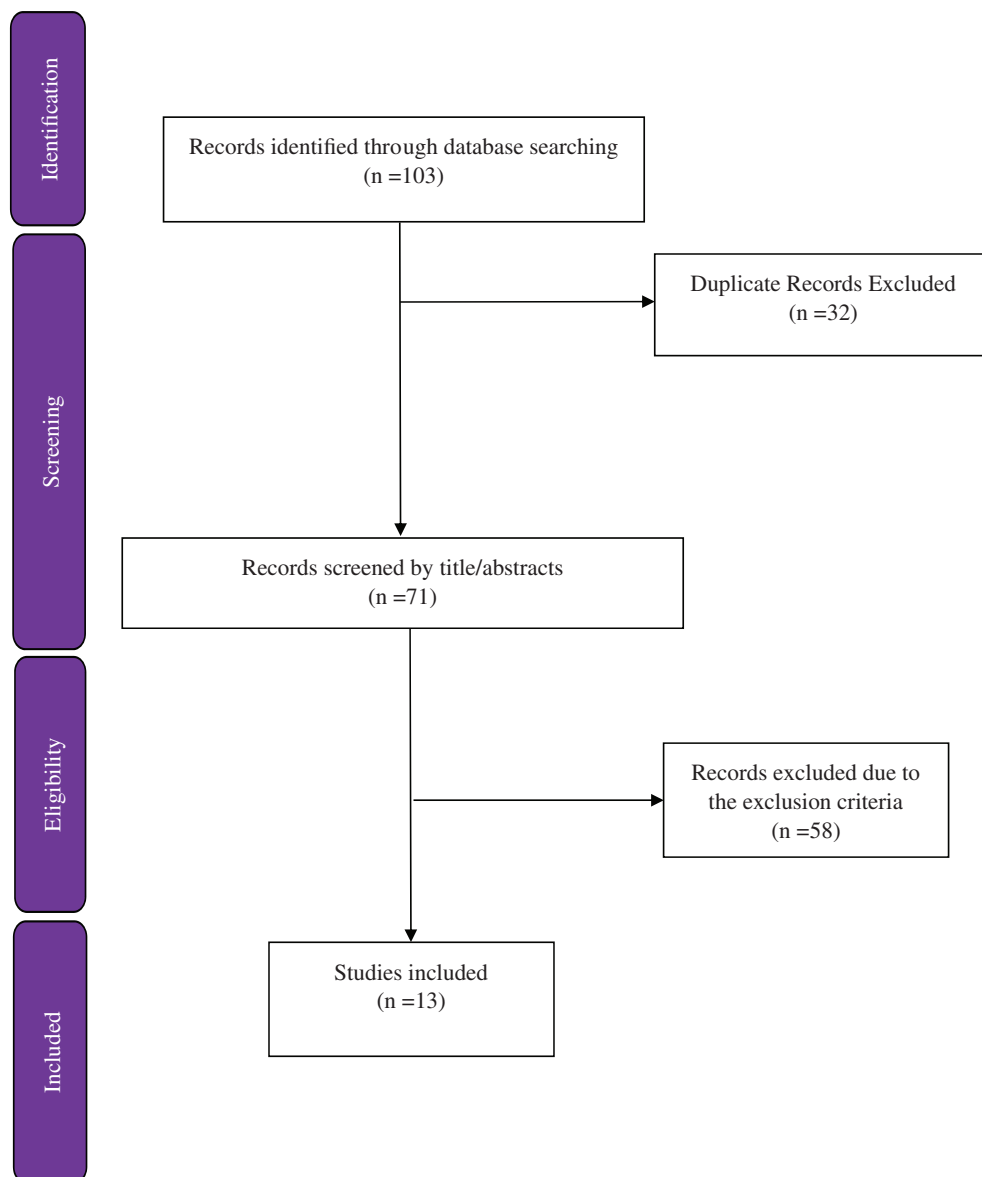 Identification
Records identified through database searching
(n =103)
Duplicate Records Excluded
(n =32)
Screening
Records screened by title/abstracts
(n =71)
Eligibility
Records excluded due to
the exclusion criteria
(n =58)
Studies included
(n =13)
Included